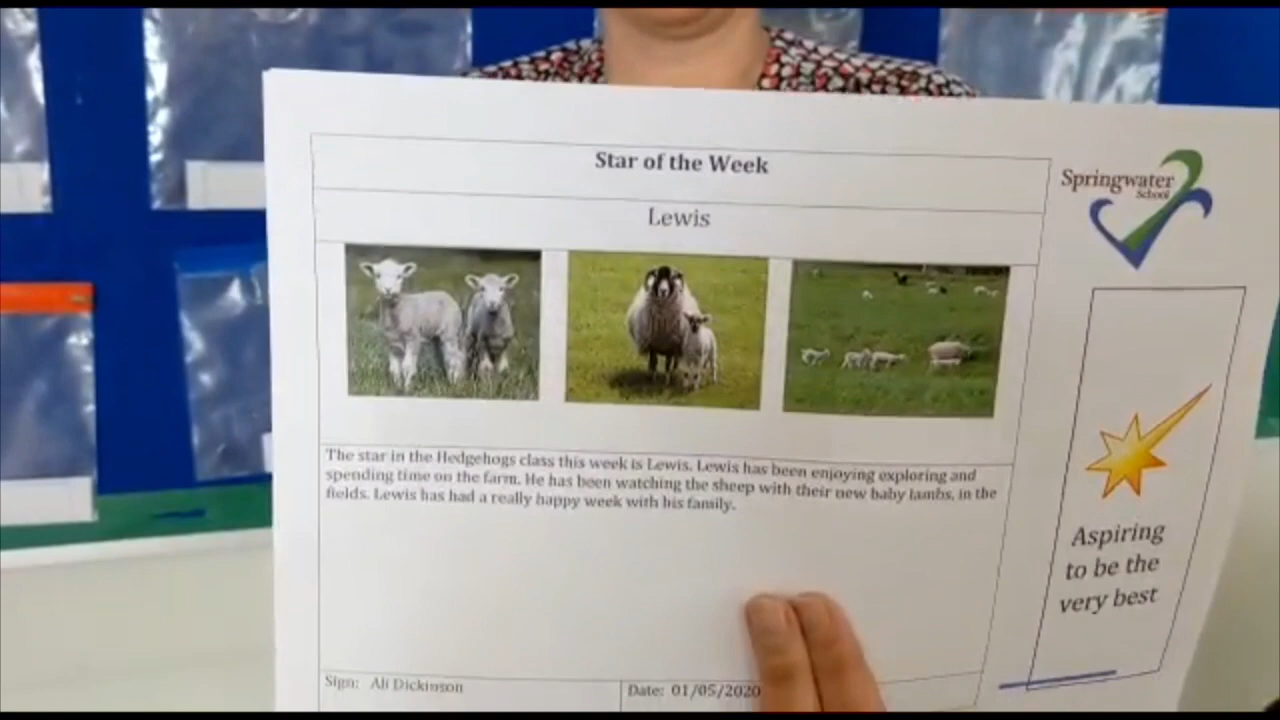 Star of the Week
Lewis
The star in the Hedgehogs class this week is Lewis. Lewis has been enjoying exploring and
spending time on the farm. He has been watching the sheep with their new baby lambs, in the
fields. Lewis has had a really happy week with his family.
Sign: Ali Dickinson
Date: 01/05/2020
Springwater
School
Aspiring
to be the
very best